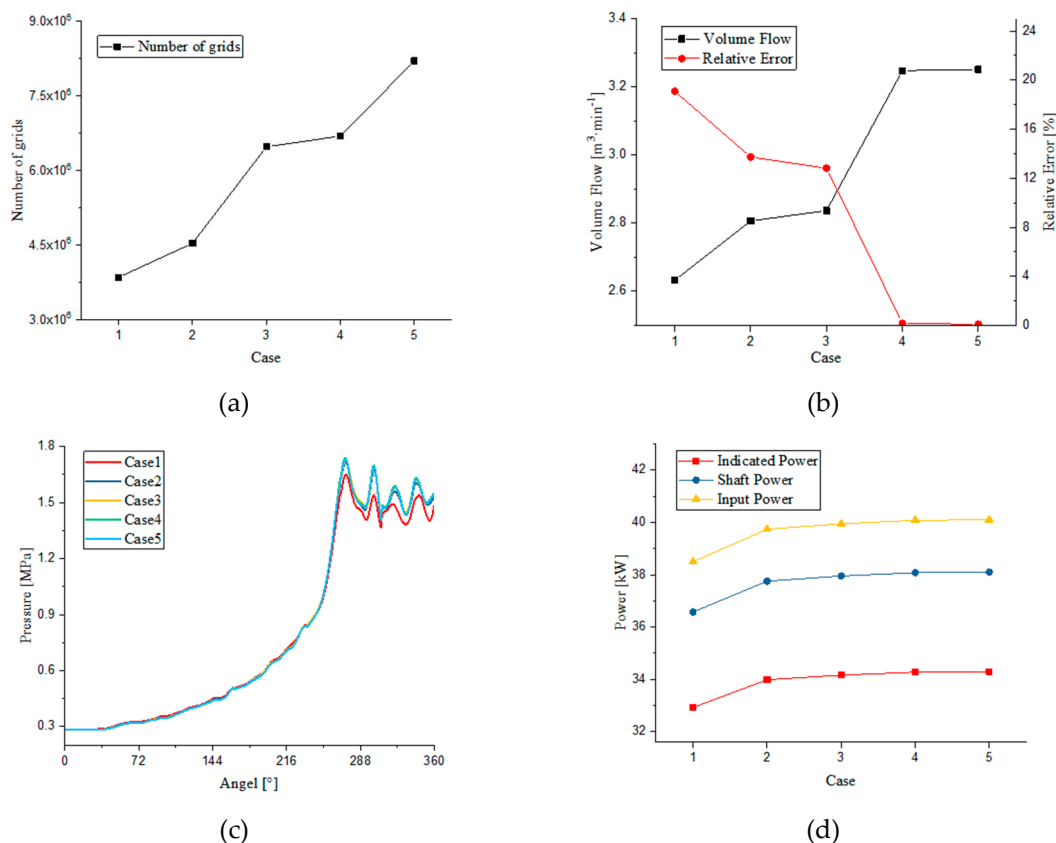 9.0x10⁶
7.5x10⁶
6.0x10⁶
4.5x10⁶
3.0x10⁶
Number of grids
Number of grids
1 2 3 4 5
Case
(a)
3.4
3.2
3.0
2.8
2.6
Volume Flow [m³·min⁻¹]
Volume Flow
Relative Error
24
20
16
12
8
4
0
Relative Error [%]
1 2 3 4 5
Case
(b)
1.8
1.5
1.2
0.9
0.6
0.3
Pressure [MPa]
Case1
Case2
Case3
Case4
Case5
0 72 144 216 288 360
Angel [°]
(c)
42
40
38
36
34
32
Power [kW]
Indicated Power
Shaft Power
Input Power
1 2 3 4 5
Case
(d)